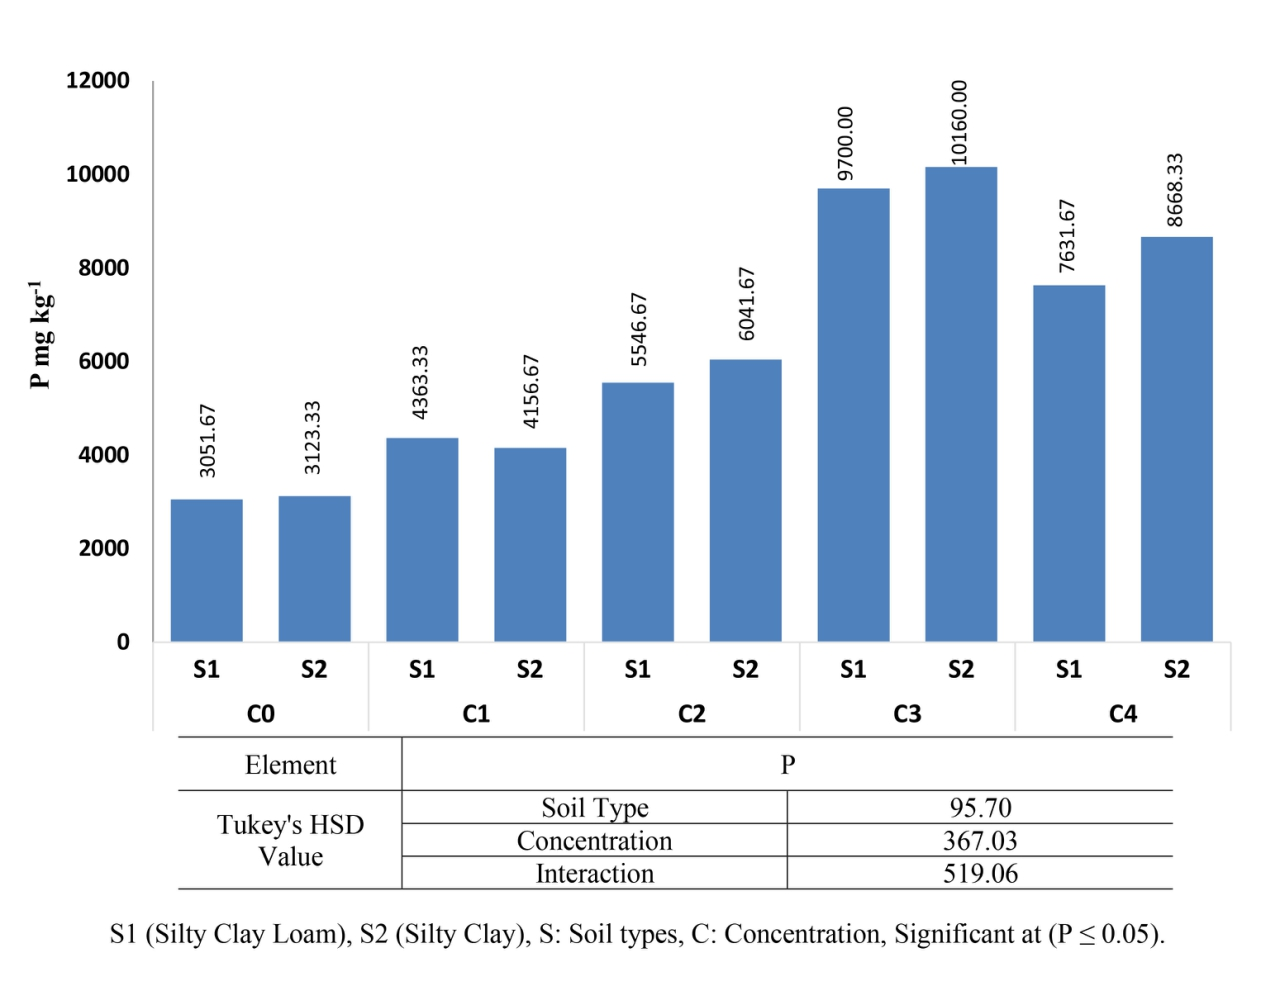 12000
10000
8000
6000
4000
2000
0
P mg kg⁻¹
3051.67
3123.33
4363.33
4156.67
5546.67
6041.67
9700.00
10160.00
7631.67
8668.33
S1 S2 S1 S2 S1 S2 S1 S2 S1 S2
C0 C1 C2 C3 C4
Element P
Tukey's HSD
Value
Soil Type 95.70
Concentration 367.03
Interaction 519.06
S1 (Silty Clay Loam), S2 (Silty Clay), S: Soil types, C: Concentration, Significant at (P ≤ 0.05).